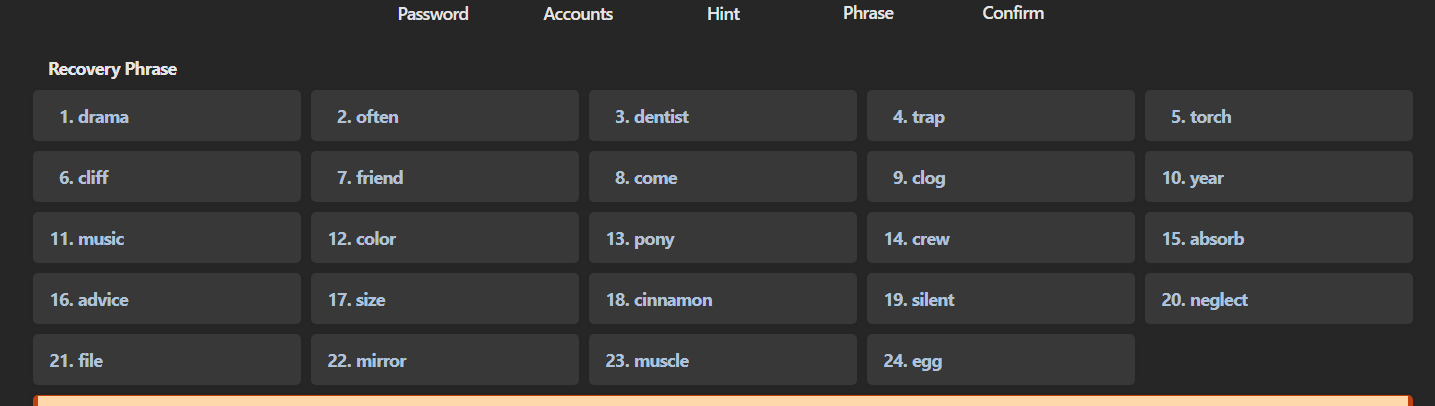 Password Accounts Hint Phrase Confirm
Recovery Phrase
1. drama 2. often 3. dentist 4. trap 5. torch
6. cliff 7. friend 8. come 9. clog 10. year
11. music 12. color 13. pony 14. crew 15. absorb
16. advice 17. size 18. cinnamon 19. silent 20. neglect
21. file 22. mirror 23. muscle 24. egg